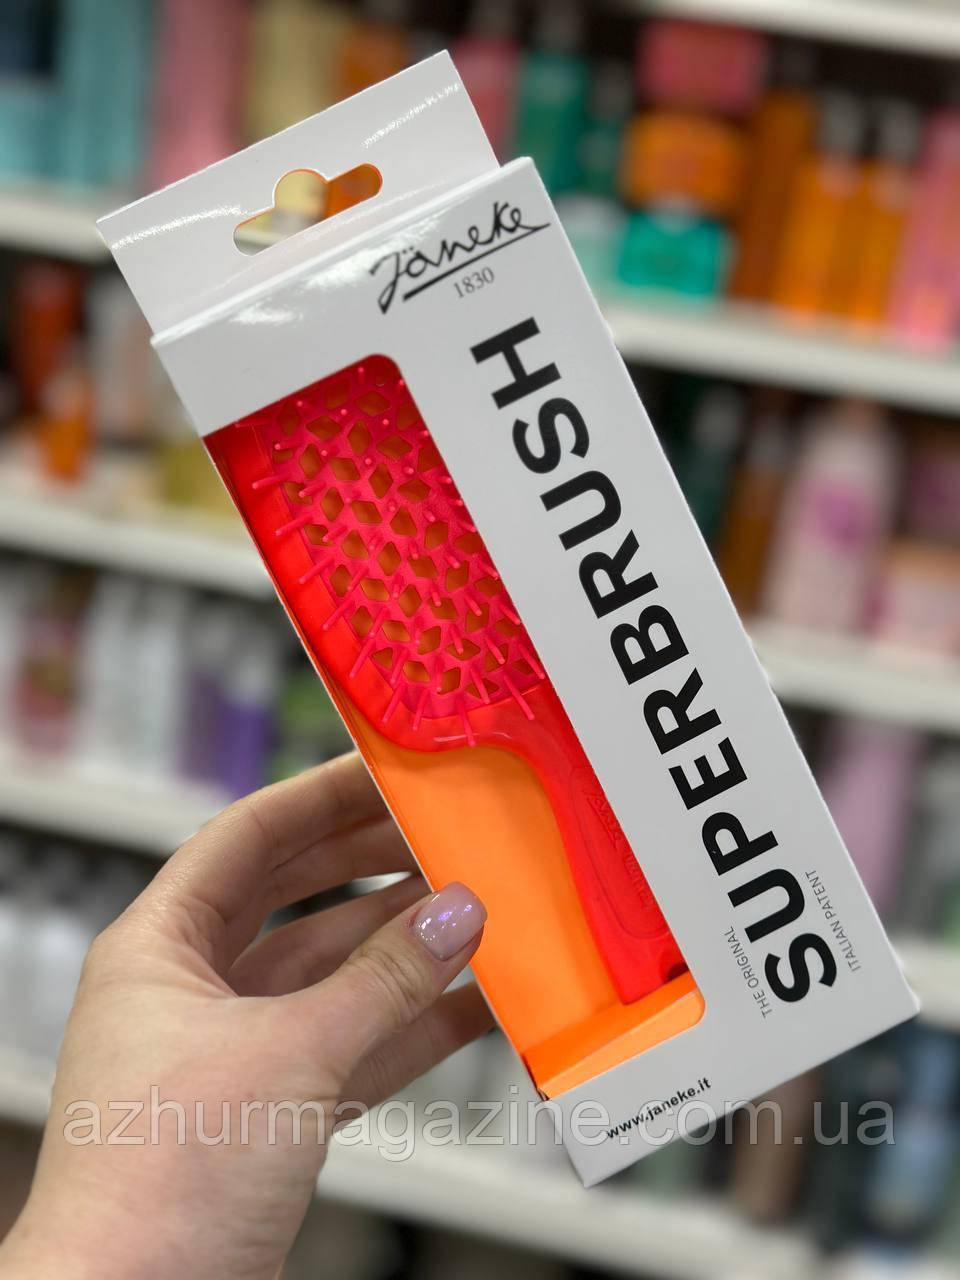 Jäneke
1830
SUPERBRUSH
THE ORIGINAL
ITALIAN PATENT
www.janeke.it
azhurmagazine.com.ua